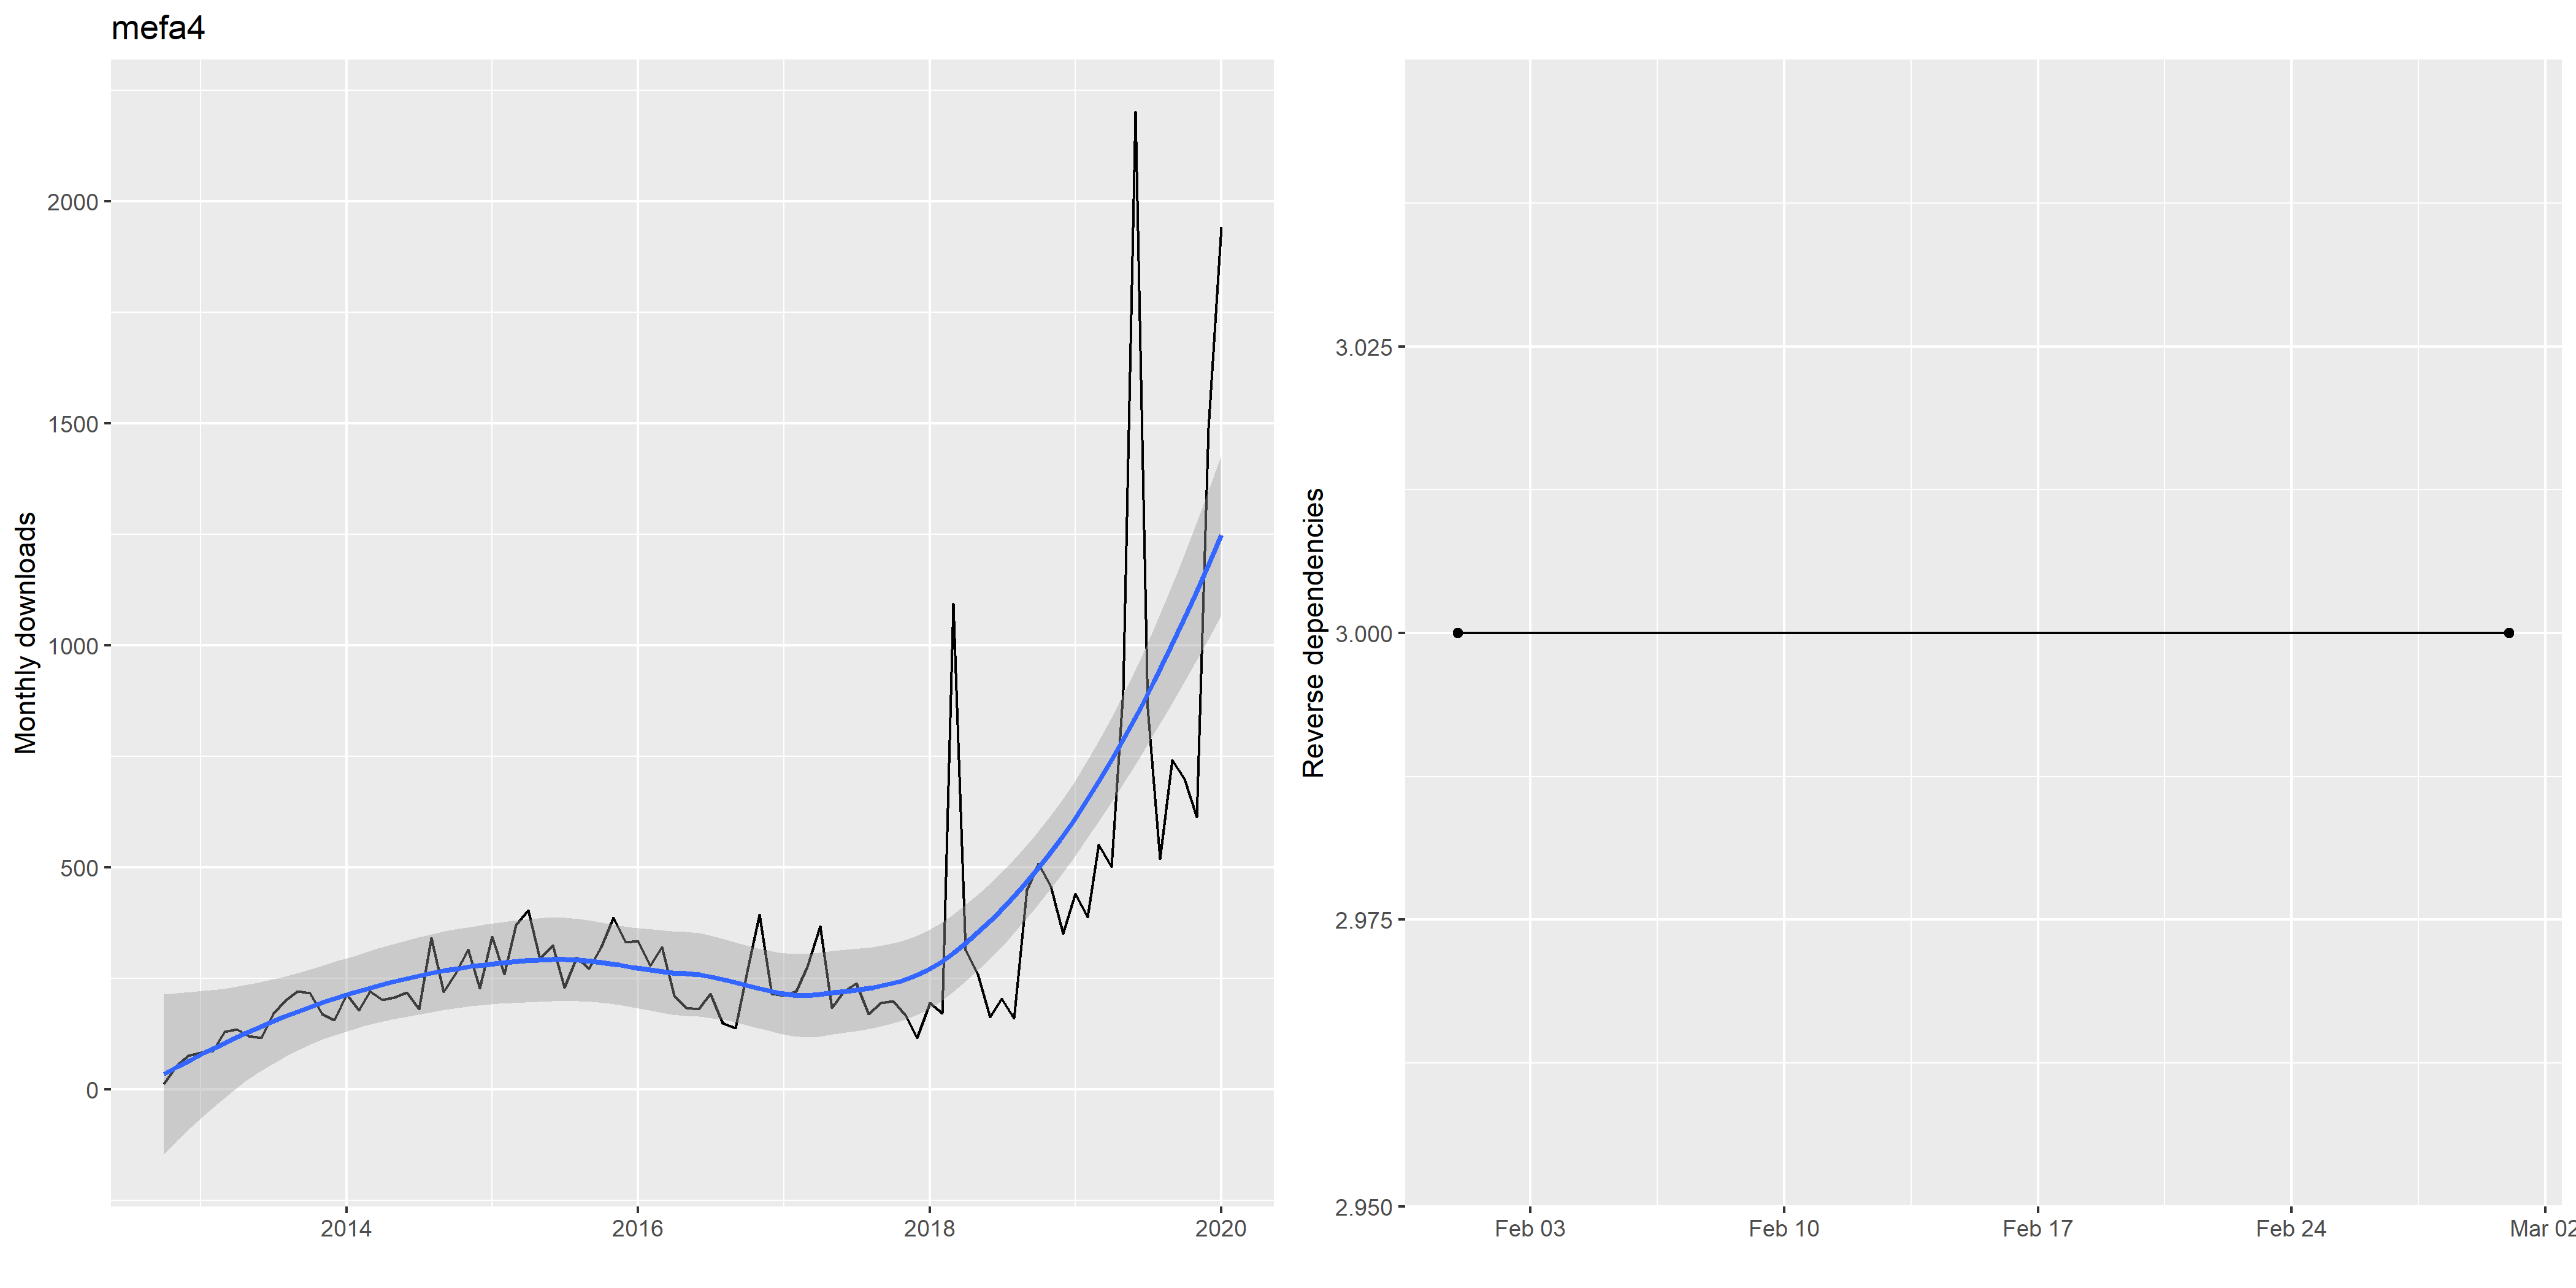 mefa4
Monthly downloads
2000
1500
1000
500
0
2014
2016
2018
2020
Reverse dependencies
3.025
3.000
2.975
2.950
Feb 03
Feb 10
Feb 17
Feb 24
Mar 02